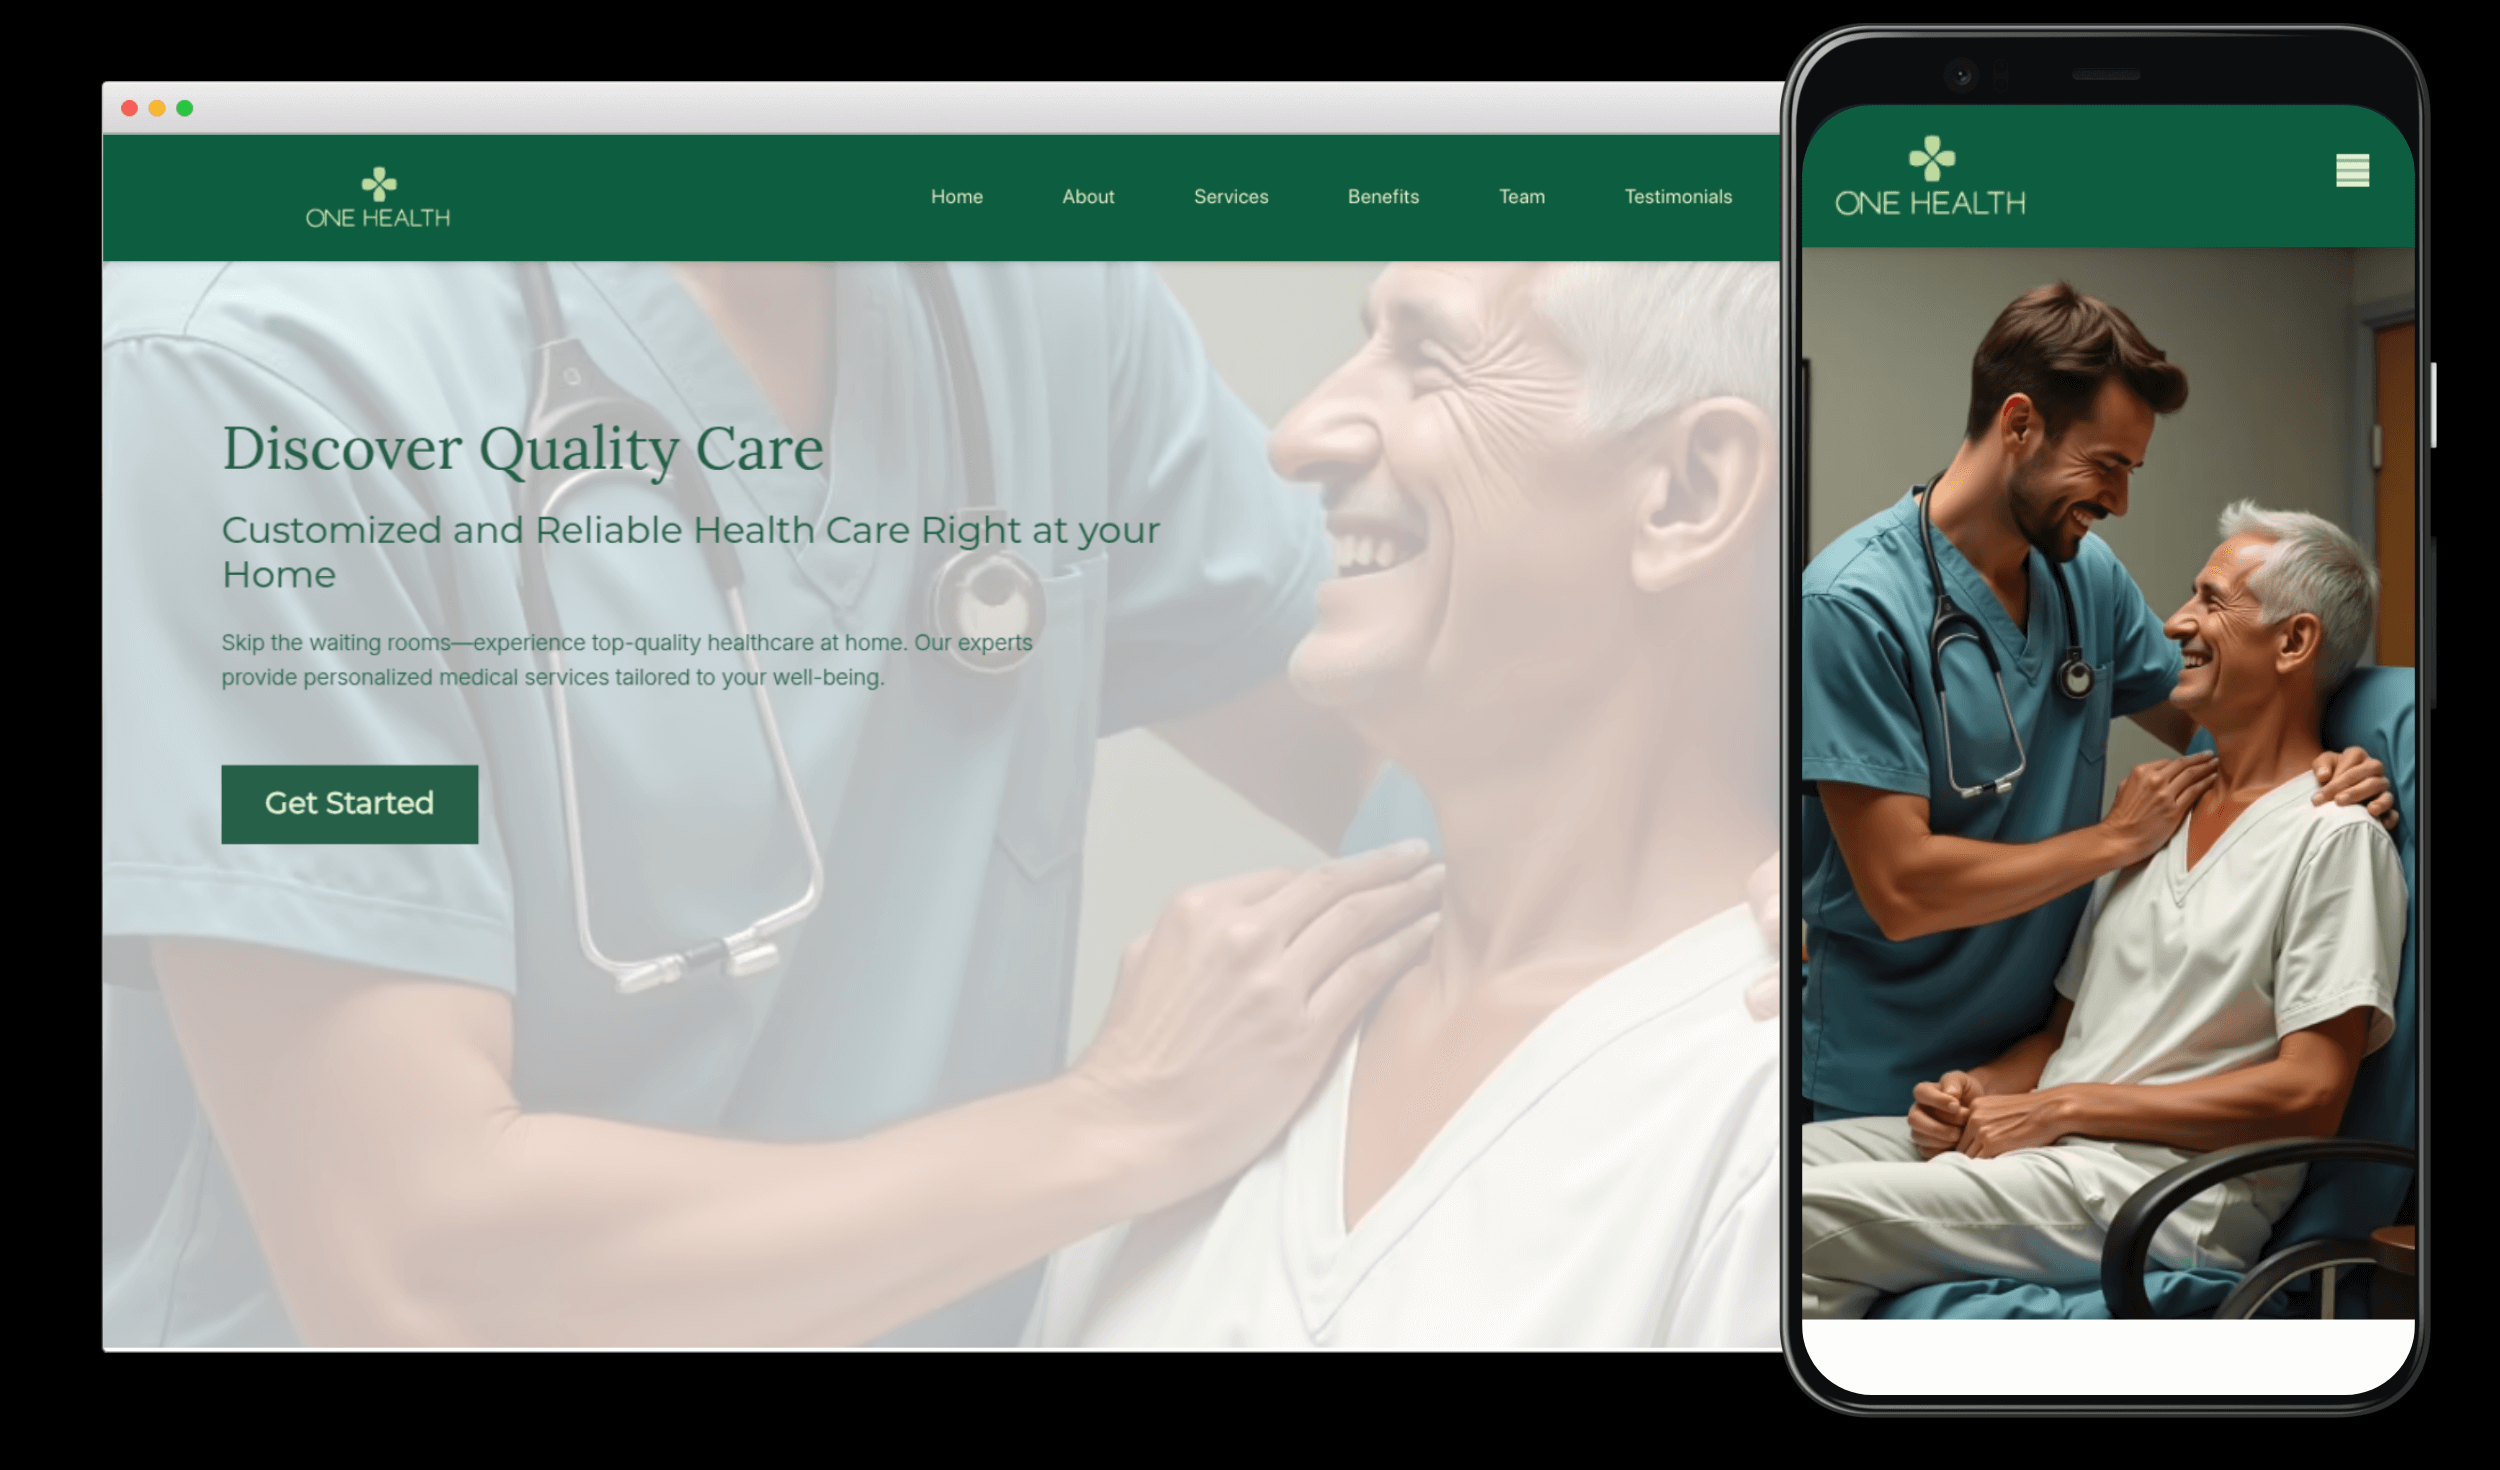 ONE HEALTH
Home
About
Services
Benefits
Team
Testimonials
Discover Quality Care
Customized and Reliable Health Care Right at your
Home
Skip the waiting rooms—experience top-quality healthcare at home. Our experts
provide personalized medical services tailored to your well-being.
Get Started
ONE HEALTH